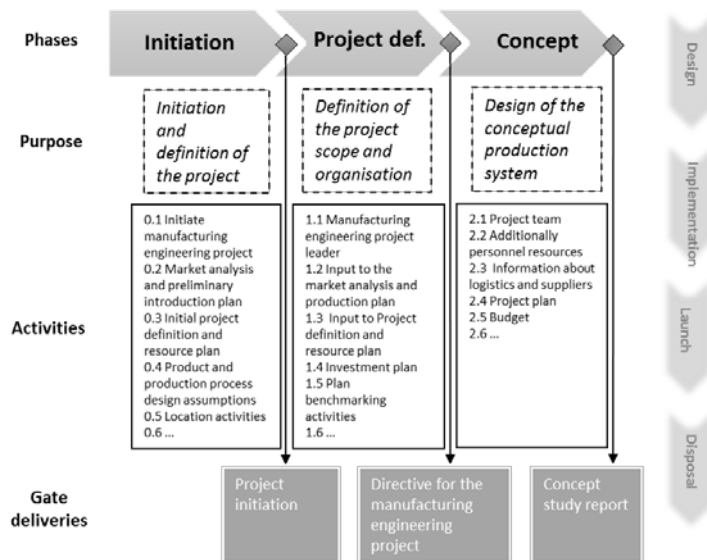 Phases
Initiation
Project def.
Concept
Purpose
Initiation
and
definition of
the project
Definition of
the project
scope and
organisation
Design of the
conceptual
production
system
Activities
0.1 Initiate
manufacturing
engineering project
0.2 Market analysis
and preliminary
introduction plan
0.3 Initial project
definition and
resource plan
0.4 Product and
production process
design assumptions
0.5 Location activities
0.6 ...
1.1 Manufacturing
engineering project
leader
1.2 Input to the
market analysis and
production plan
1.3 Input to Project
definition and
resource plan
1.4 Investment plan
1.5 Plan
benchmarking
activities
1.6 ...
2.1 Project team
2.2 Additionally
personnel resources
2.3 Information about
logistics and suppliers
2.4 Project plan
2.5 Budget
2.6 ...
Gate
deliveries
Project
initiation
Directive for the
manufacturing
engineering
project
Concept
study report
Design
Implementation
Launch
Disposal